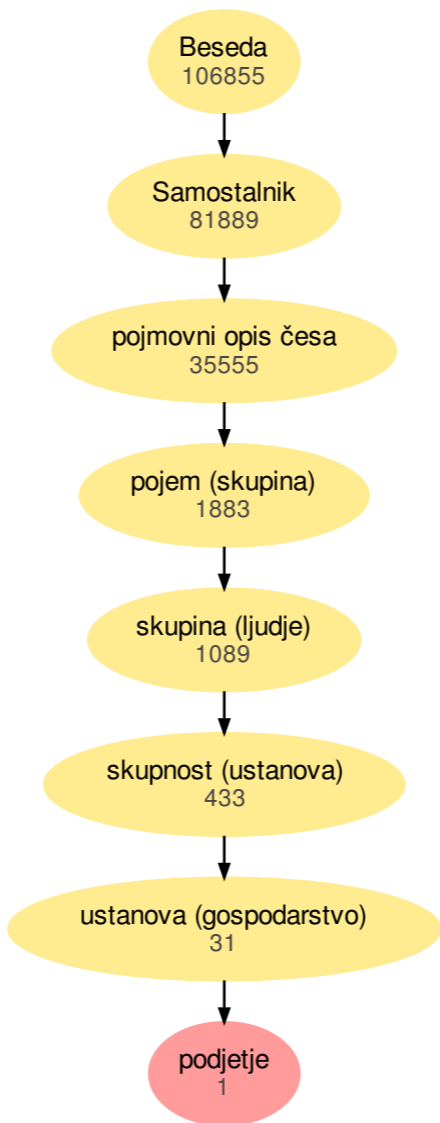 Beseda
106855
Samostalnik
81889
pojmovni opis česa
35555
pojem (skupina)
1883
skupina (ljudje)
1089
skupnost (ustanova)
433
ustanova (gospodarstvo)
31
podjetje
1